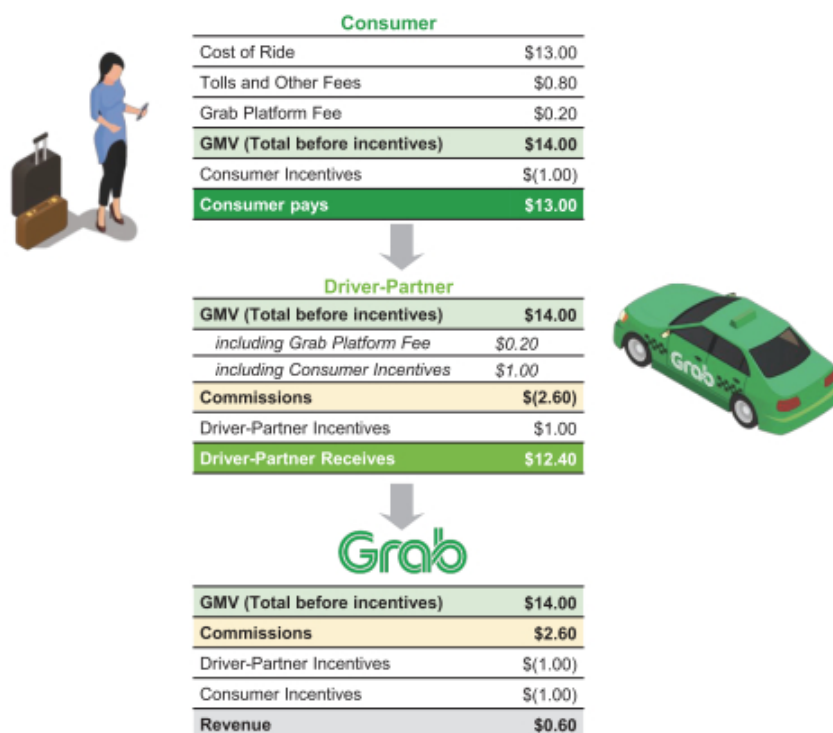 Consumer
Cost of Ride $13.00
Tolls and Other Fees $0.80
Grab Platform Fee $0.20
GMV (Total before incentives) $14.00
Consumer Incentives $(1.00)
Consumer pays $13.00
Driver-Partner
GMV (Total before incentives) $14.00
including Grab Platform Fee $0.20
including Consumer Incentives $1.00
Commissions $(2.60)
Driver-Partner Incentives $1.00
Driver-Partner Receives $12.40
Grab
Grab
GMV (Total before incentives) $14.00
Commissions $2.60
Driver-Partner Incentives $(1.00)
Consumer Incentives $(1.00)
Revenue $0.60